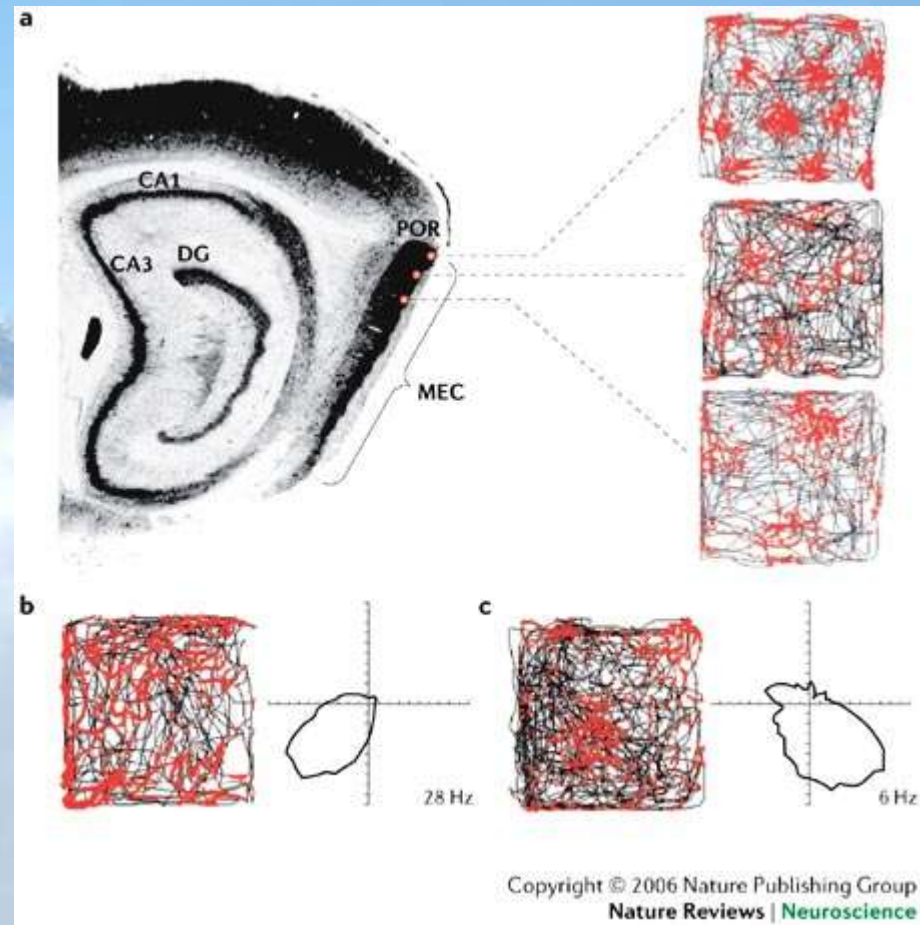 a
CA1
POR
CA3
DG
MEC
b
c
28 Hz
6 Hz
Copyright © 2006 Nature Publishing Group
Nature Reviews | Neuroscience